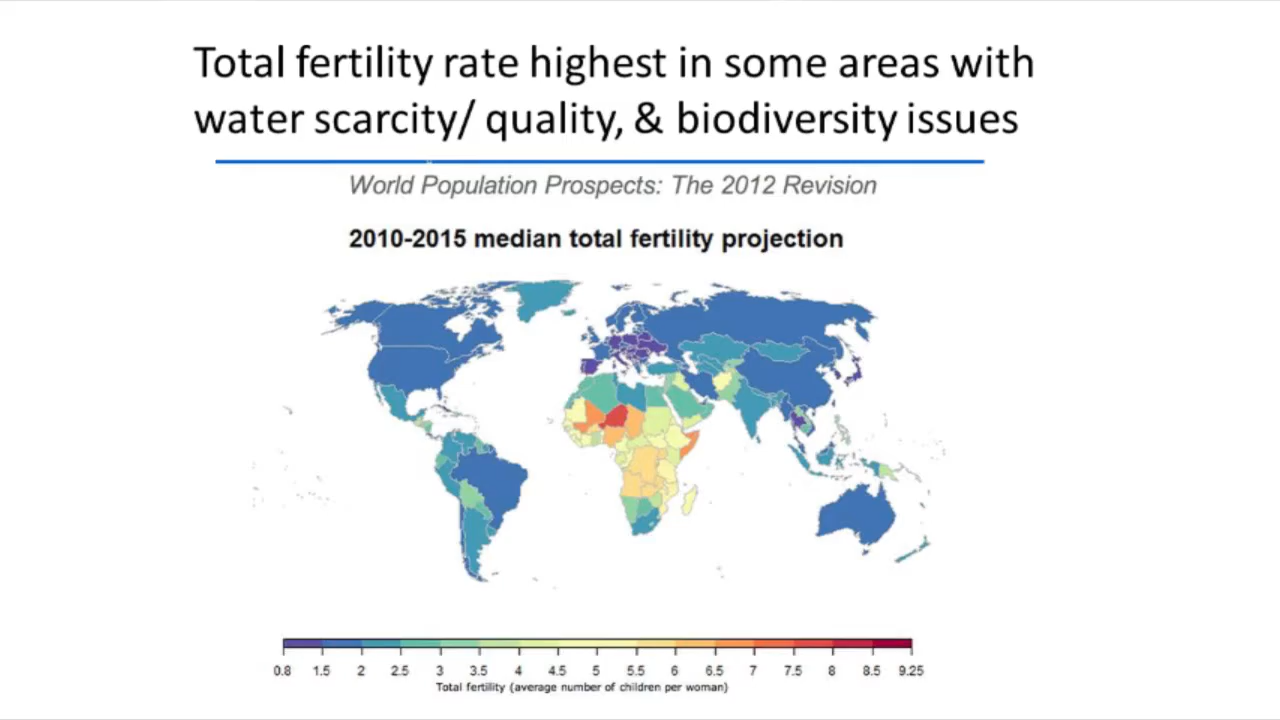 Total fertility rate highest in some areas with
water scarcity/ quality, & biodiversity issues
World Population Prospects: The 2012 Revision
2010-2015 median total fertility projection
0.8 1.5 2 2.5 3 3.5 4 4.5 5 5.5 6 6.5 7 7.5 8 8.5 9.25
Total fertility (average number of children per woman)